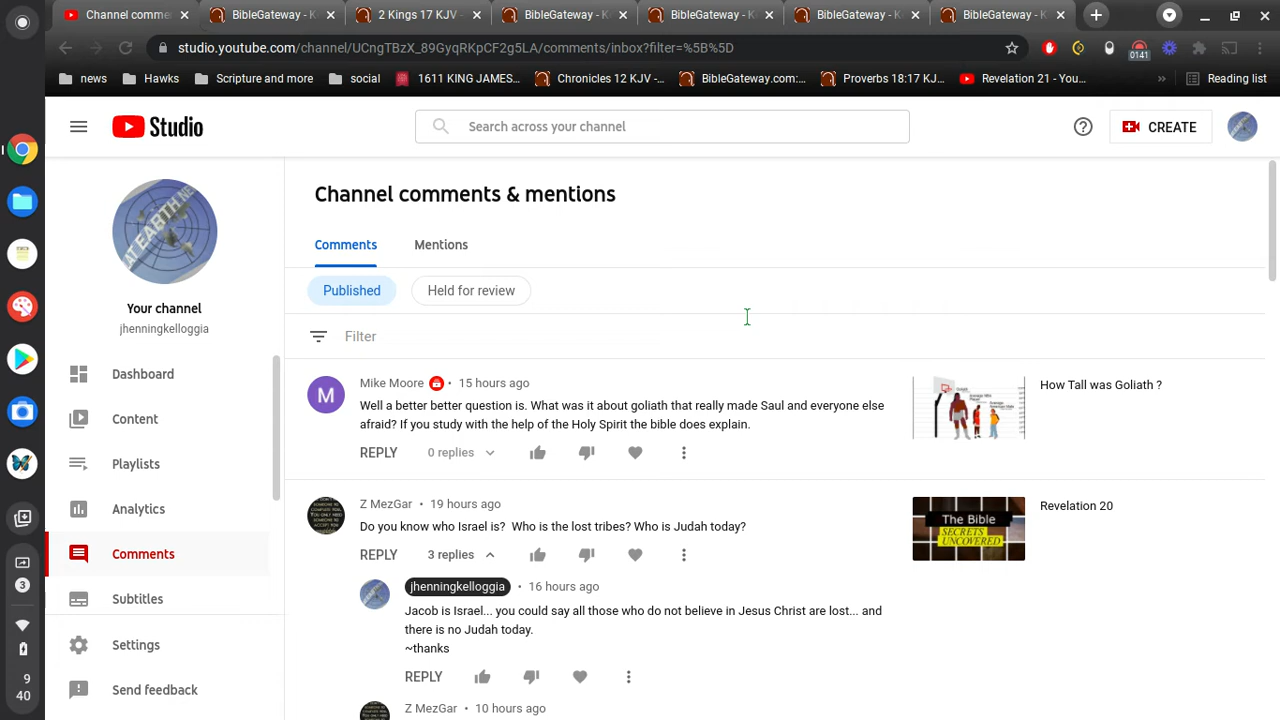 Channel comme
BibleGateway - K
2 Kings 17 KJV -
BibleGateway - K
BibleGateway - K
BibleGateway - K
BibleGateway - K
studio.youtube.com/channel/UCngTBzX_89GyqRKpCF2g5LA/comments/inbox?filter=%5B%5D
0141
news
Hawks
Scripture and more
social
1611 KING JAMES...
Chronicles 12 KJV -...
BibleGateway.com:...
Proverbs 18:17 KJ...
Revelation 21 - You...
Reading list
Studio
Search across your channel
CREATE
Your channel
jhenningkelloggia
Dashboard
Content
Playlists
Analytics
Comments
Subtitles
Settings
Send feedback
3
9
40
Channel comments & mentions
Comments
Mentions
Published
Held for review
Filter
M
Mike Moore • 15 hours ago
Well a better better question is. What was it about goliath that really made Saul and everyone else
afraid? If you study with the help of the Holy Spirit the bible does explain.
REPLY
0 replies
How Tall was Goliath ?
Z MezGar • 19 hours ago
Do you know who Israel is?  Who is the lost tribes? Who is Judah today?
REPLY
3 replies
The Bible
SECRETS
UNCOVERED
Revelation 20
jhenningkelloggia • 16 hours ago
Jacob is Israel... you could say all those who do not believe in Jesus Christ are lost... and
there is no Judah today.
~thanks
REPLY
Z MezGar • 10 hours ago